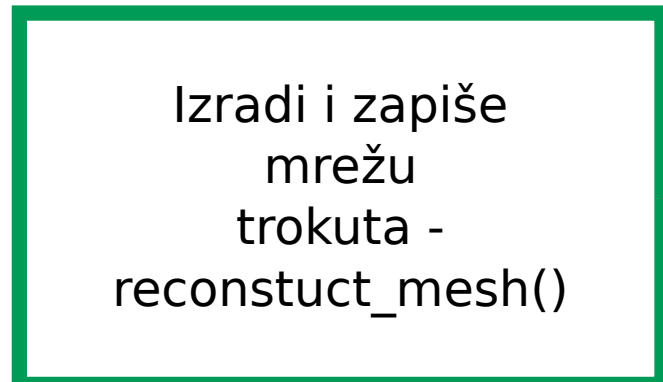 Izradi i zapiše
mrežu
trokuta -
reconstuct_mesh()